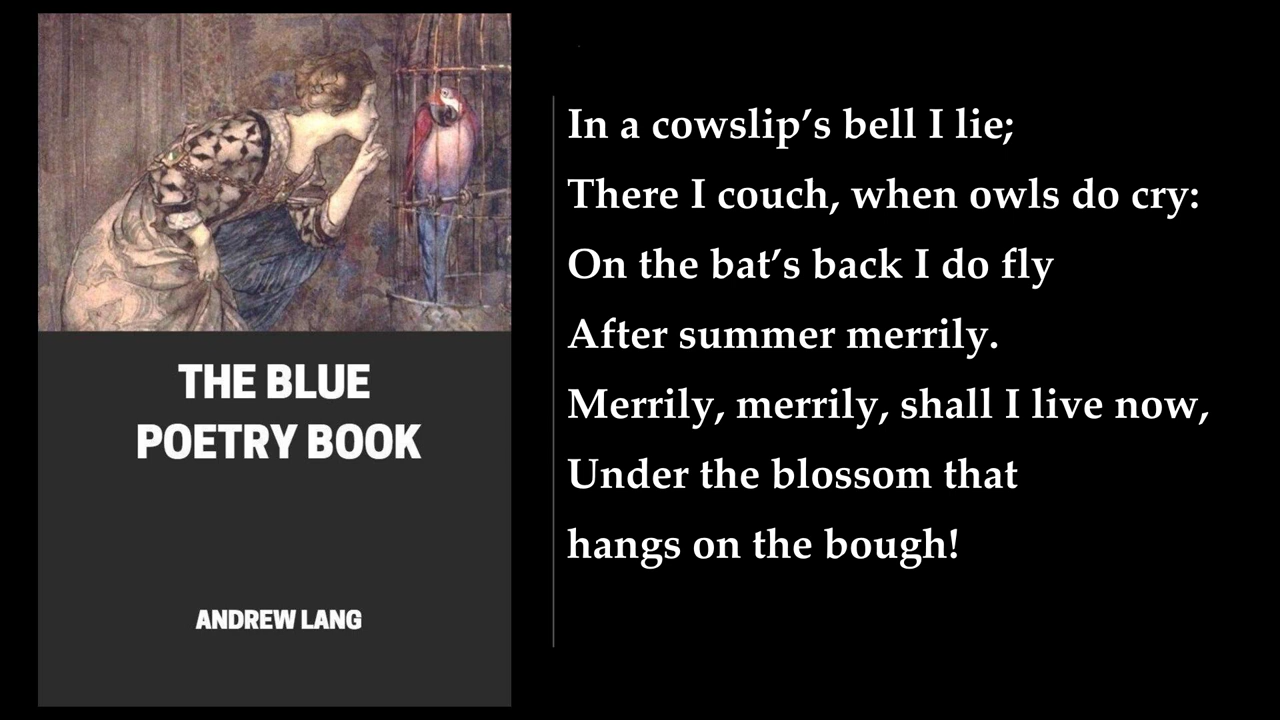 THE BLUE
POETRY BOOK
ANDREW LANG
In a cowslip’s bell I lie;
There I couch, when owls do cry:
On the bat’s back I do fly
After summer merrily.
Merrily, merrily, shall I live now,
Under the blossom that
hangs on the bough!